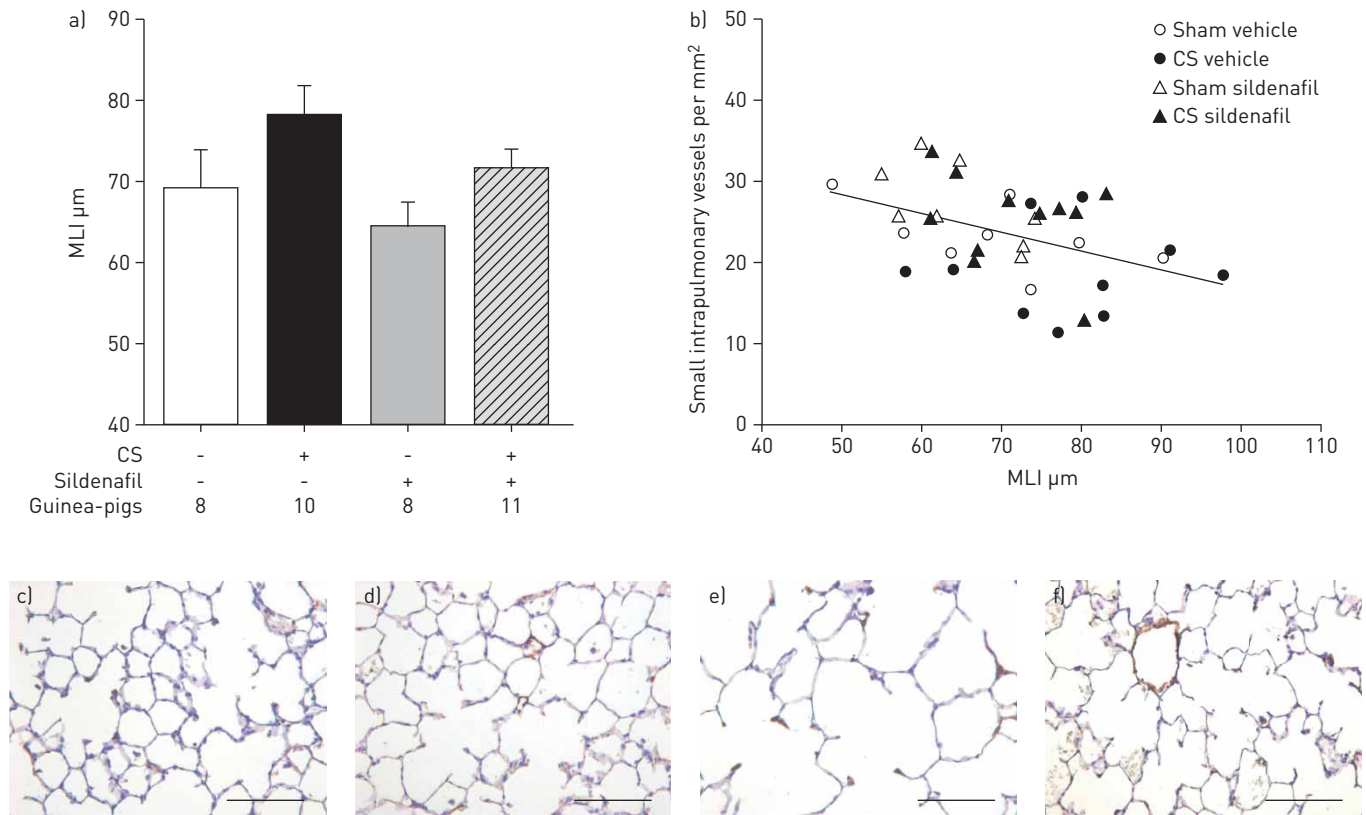 a)
90
80
70
60
50
40
MLI µm
CS - + - +
Sildenafil - - + +
Guinea-pigs 8 10 8 11
b)
50
40
30
20
10
0
Small intrapulmonary vessels per mm²
Sham vehicle
CS vehicle
Sham sildenafil
CS sildenafil
40 50 60 70 80 90 100 110
MLI µm
c)
d)
e)
f)